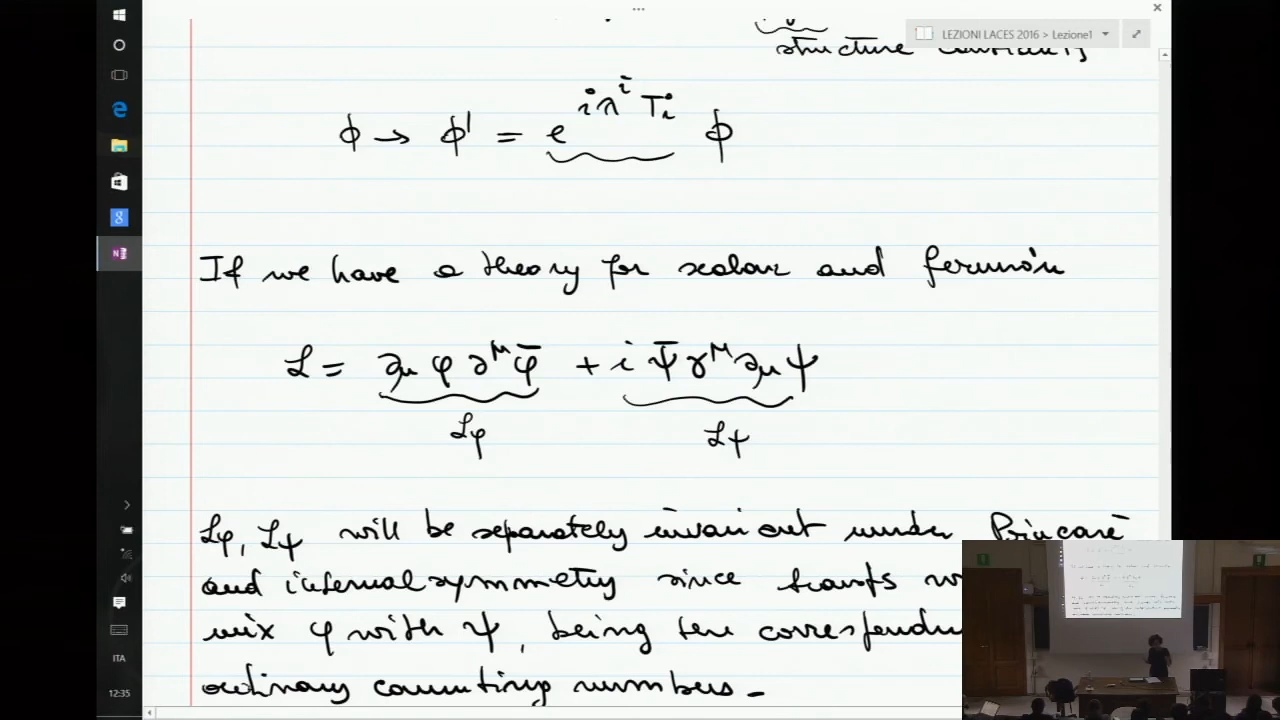 LEZIONI LACES 2016 > Lezione1
structure constants
ϕ → ϕ' = e^{iλ^i T_i} ϕ
If we have a theory for scalar and fermion
ℒ = ∂_μ φ ∂^μ φ̄ + i ψ̄ γ^μ ∂_μ ψ
ℒ_φ ℒ_ψ
ℒ_φ, ℒ_ψ will be separately invariant under Poincaré
and internal symmetry since transfs
mix φ with ψ, being the
ordinary commuting numbers.
ITA
12:35